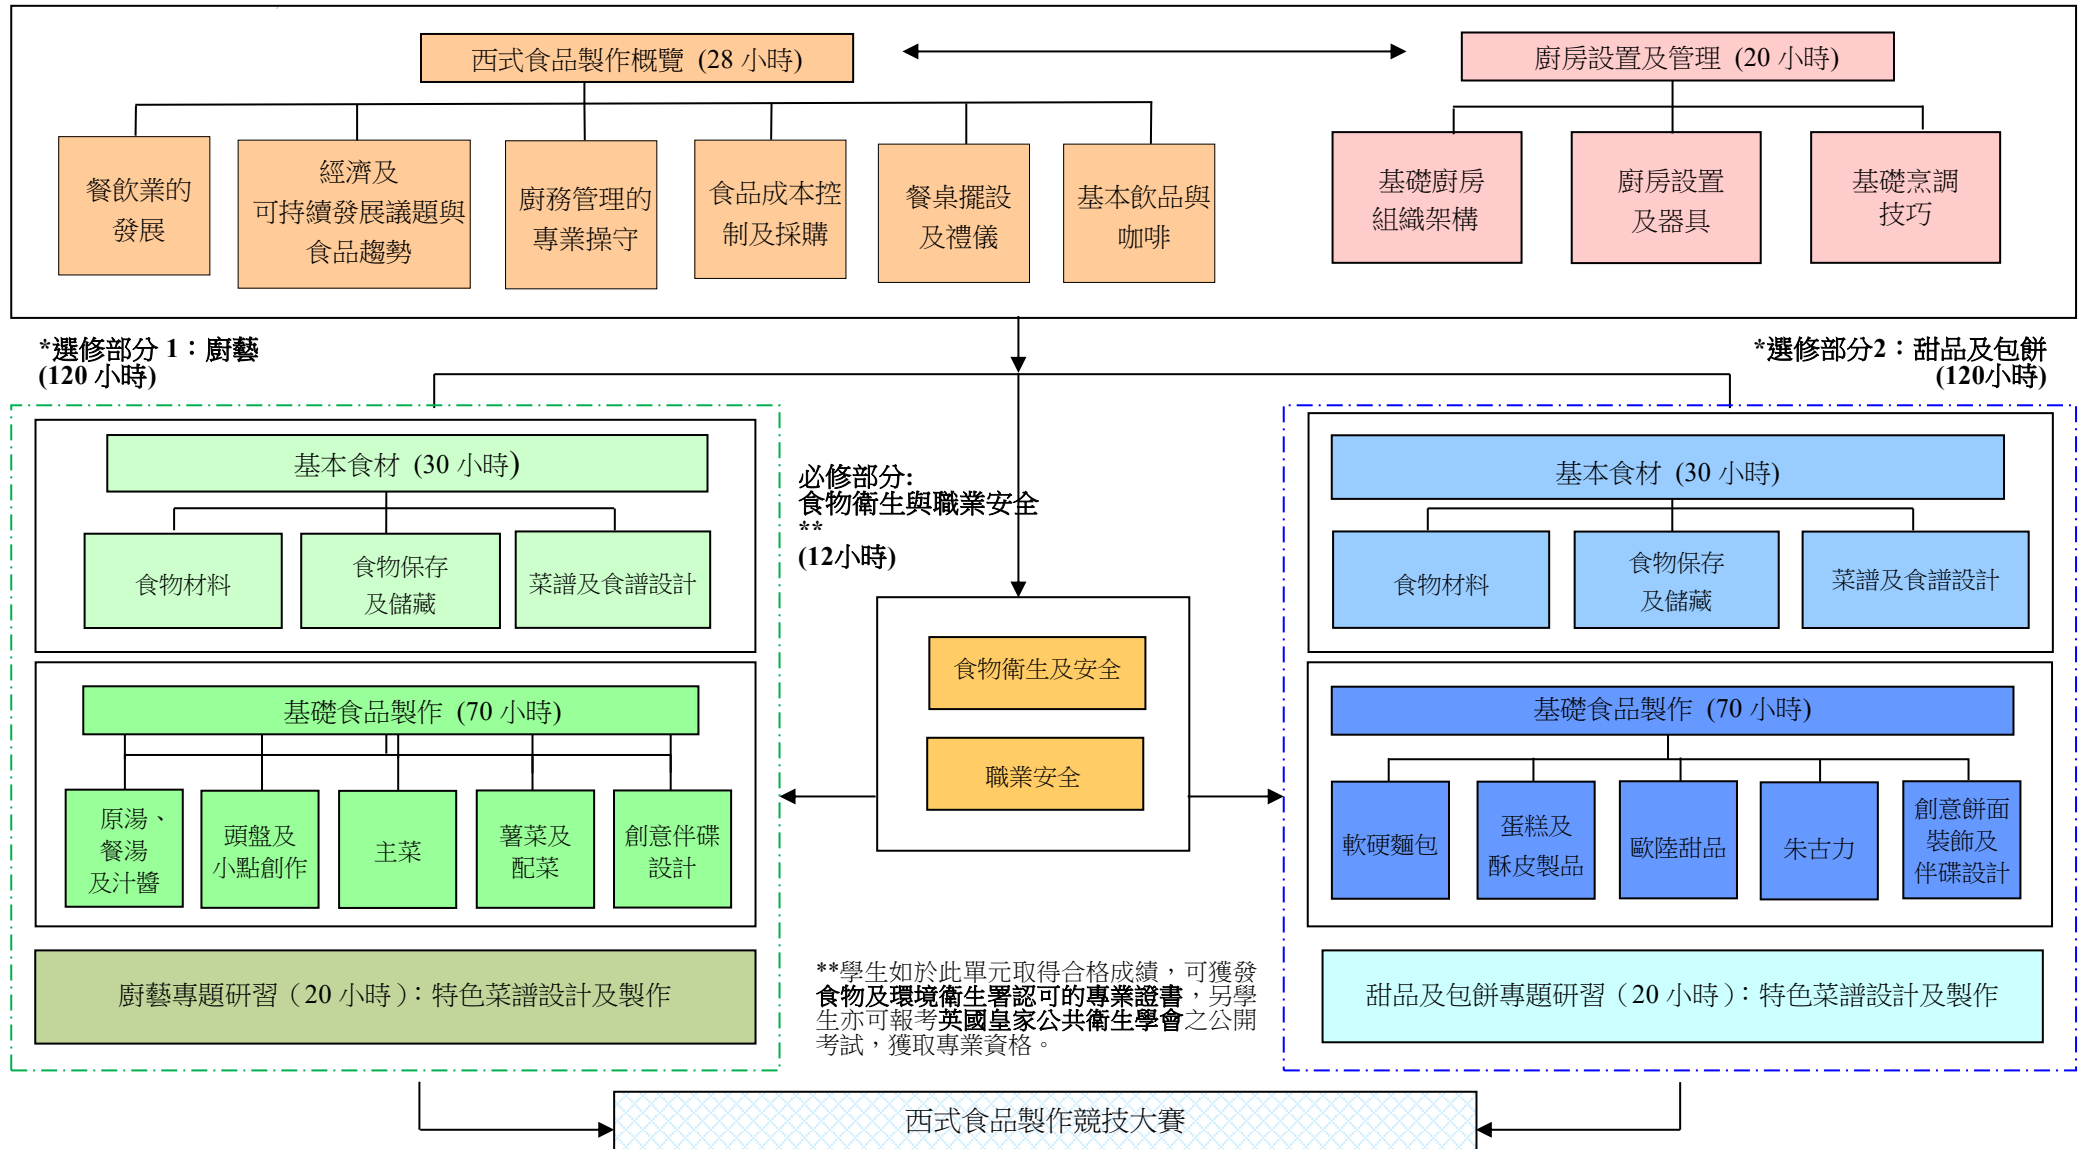 西式食品製作概覽 (28 小時)
廚房設置及管理 (20 小時)
餐飲業的
發展
經濟及
可持續發展議題與
食品趨勢
廚務管理的
專業操守
食品成本控
制及採購
餐桌擺設
及禮儀
基本飲品與
咖啡
基礎廚房
組織架構
廚房設置
及器具
基礎烹調
技巧
*選修部分 1：廚藝
(120 小時)
*選修部分2：甜品及包餅
(120小時)
基本食材 (30 小時)
食物材料
食物保存
及儲藏
菜譜及食譜設計
基礎食品製作 (70 小時)
原湯、
餐湯
及汁醬
頭盤及
小點創作
主菜
薯菜及
配菜
創意伴碟
設計
廚藝專題研習（20 小時）：特色菜譜設計及製作
必修部分:
食物衞生與職業安全
**
(12小時)
食物衞生及安全
職業安全
**學生如於此單元取得合格成績，可獲發
食物及環境衞生署認可的專業證書，另學
生亦可報考英國皇家公共衞生學會之公開
考試，獲取專業資格。
基本食材 (30 小時)
食物材料
食物保存
及儲藏
菜譜及食譜設計
基礎食品製作 (70 小時)
軟硬麵包
蛋糕及
酥皮製品
歐陸甜品
朱古力
創意餅面
裝飾及
伴碟設計
甜品及包餅專題研習（20 小時）：特色菜譜設計及製作
西式食品製作競技大賽